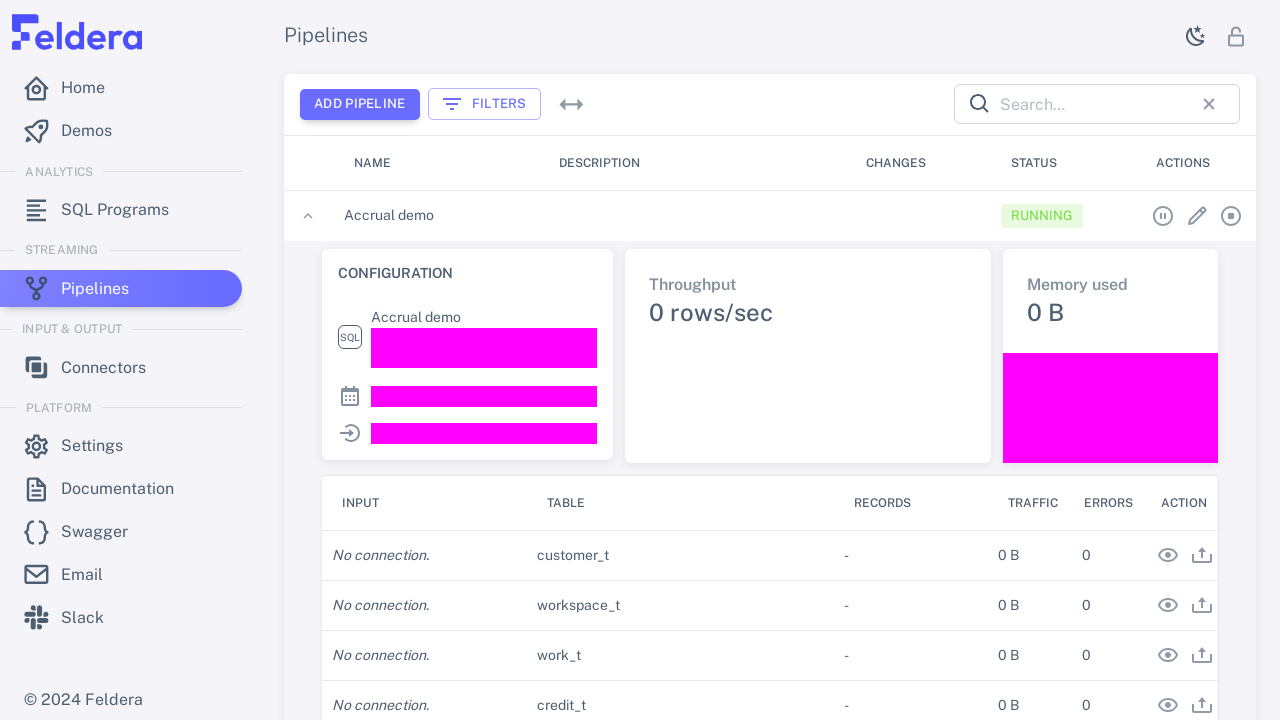 Feldera
Pipelines
Home
Demos
ANALYTICS
SQL Programs
STREAMING
Pipelines
INPUT & OUTPUT
Connectors
PLATFORM
Settings
Documentation
Swagger
Email
Slack
© 2024 Feldera
ADD PIPELINE FILTERS Search...
NAME DESCRIPTION CHANGES STATUS ACTIONS
Accrual demo RUNNING
CONFIGURATION
SQL
Accrual demo
Throughput
0 rows/sec
Memory used
0 B
INPUT TABLE RECORDS TRAFFIC ERRORS ACTION
No connection. customer_t - 0 B 0
No connection. workspace_t - 0 B 0
No connection. work_t - 0 B 0
No connection. credit_t - 0 B 0